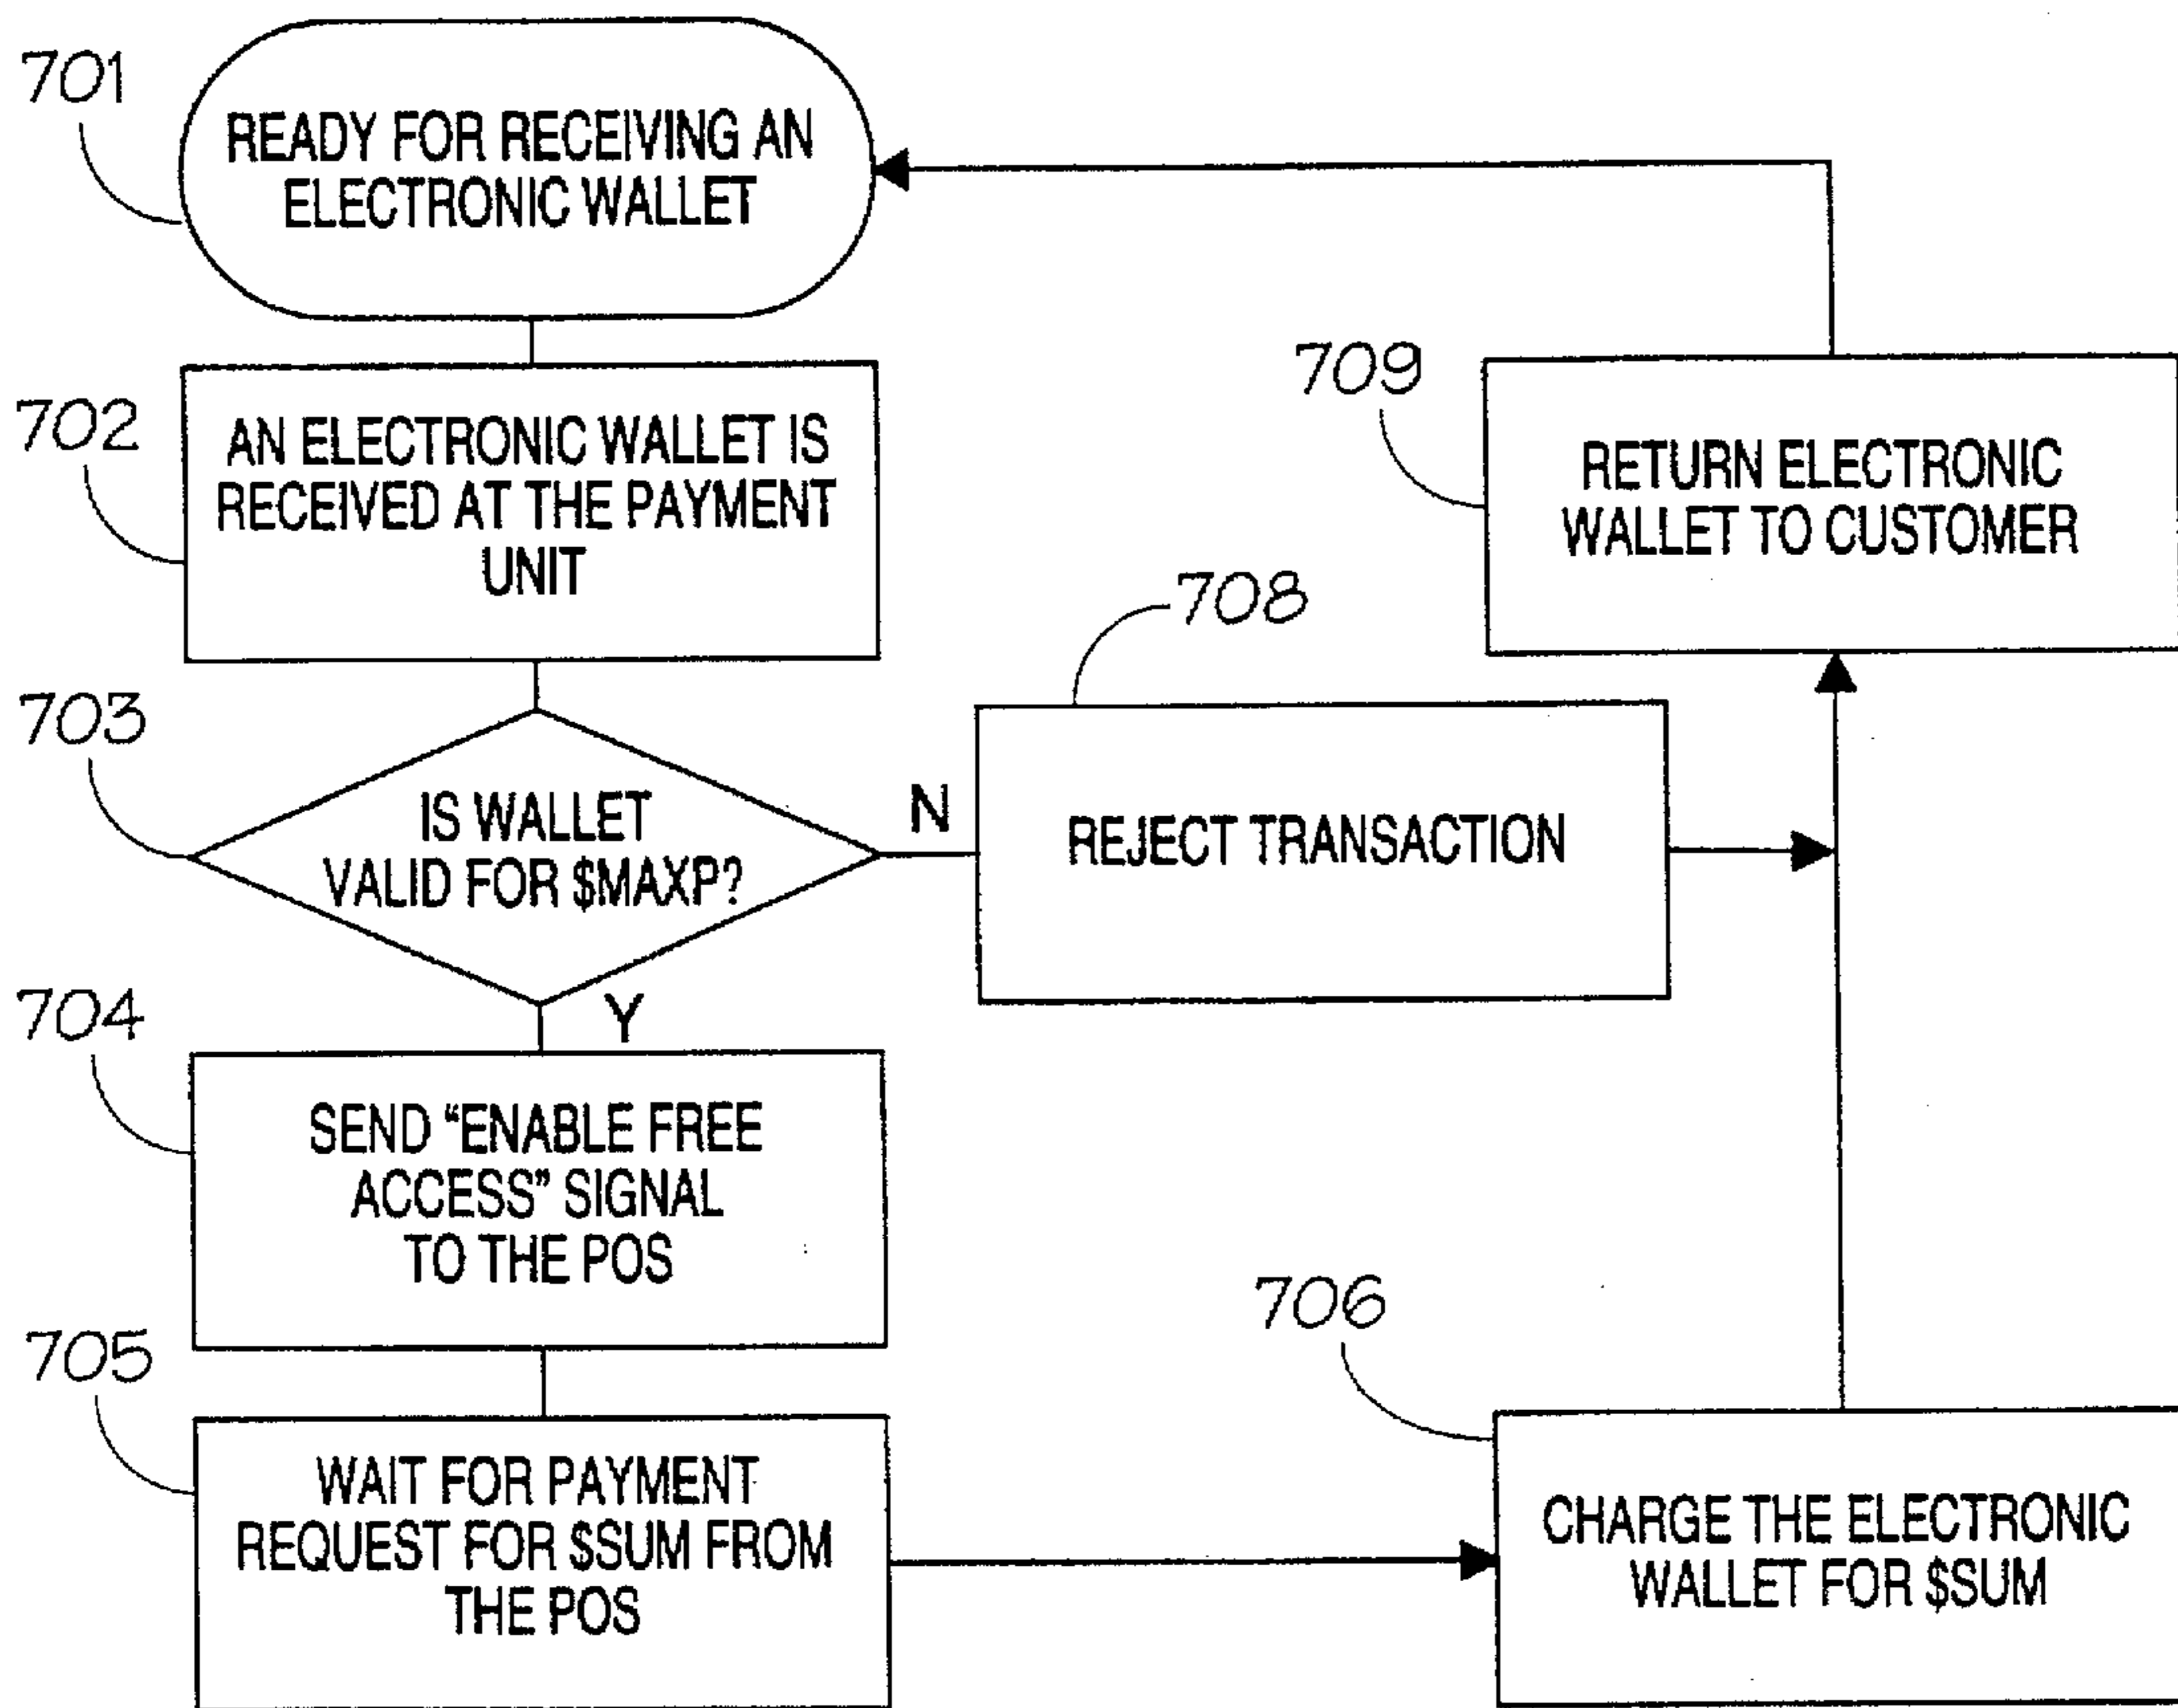 701
READY FOR RECEIVING AN
ELECTRONIC WALLET
702
AN ELECTRONIC WALLET IS
RECEIVED AT THE PAYMENT
UNIT
703
IS WALLET
VALID FOR $MAXP?
N
Y
704
SEND “ENABLE FREE
ACCESS” SIGNAL
TO THE POS
705
WAIT FOR PAYMENT
REQUEST FOR $SUM FROM
THE POS
706
CHARGE THE ELECTRONIC
WALLET FOR $SUM
708
REJECT TRANSACTION
709
RETURN ELECTRONIC
WALLET TO CUSTOMER